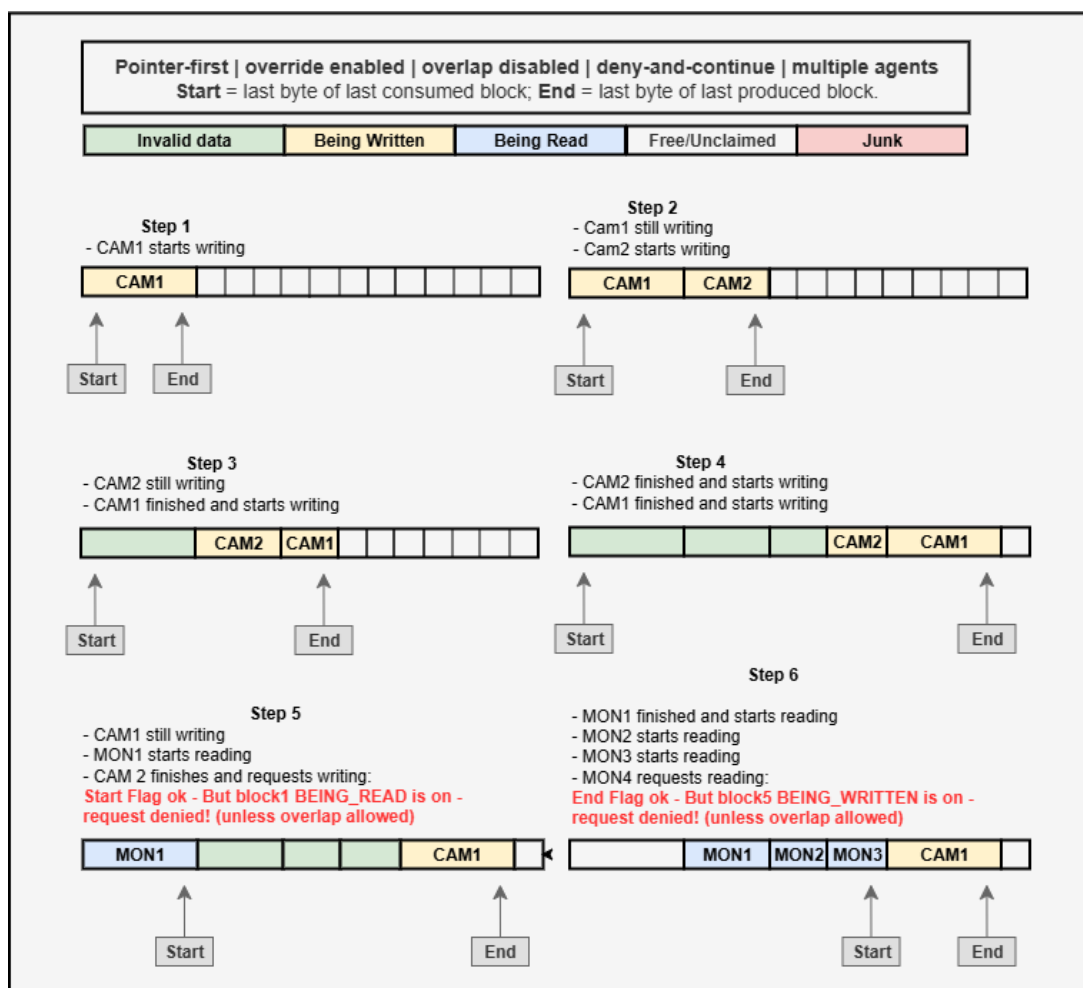 Pointer-first | override enabled | overlap disabled | deny-and-continue | multiple agents
Start = last byte of last consumed block; End = last byte of last produced block.
Invalid data
Being Written
Being Read
Free/Unclaimed
Junk
Step 1
- CAM1 starts writing
CAM1
Start
End
Step 2
- Cam1 still writing
- Cam2 starts writing
CAM1
CAM2
Start
End
Step 3
- CAM2 still writing
- CAM1 finished and starts writing
CAM2
CAM1
Start
End
Step 4
- CAM2 finished and starts writing
- CAM1 finished and starts writing
CAM2
CAM1
Start
End
Step 5
- CAM1 still writing
- MON1 starts reading
- CAM 2 finishes and requests writing:
Start Flag ok - But block1 BEING_READ is on -
request denied! (unless overlap allowed)
MON1
CAM1
Start
End
Step 6
- MON1 finished and starts reading
- MON2 starts reading
- MON3 starts reading
- MON4 requests reading:
End Flag ok - But block5 BEING_WRITTEN is on -
request denied! (unless overlap allowed)
MON1
MON2
MON3
CAM1
Start
End